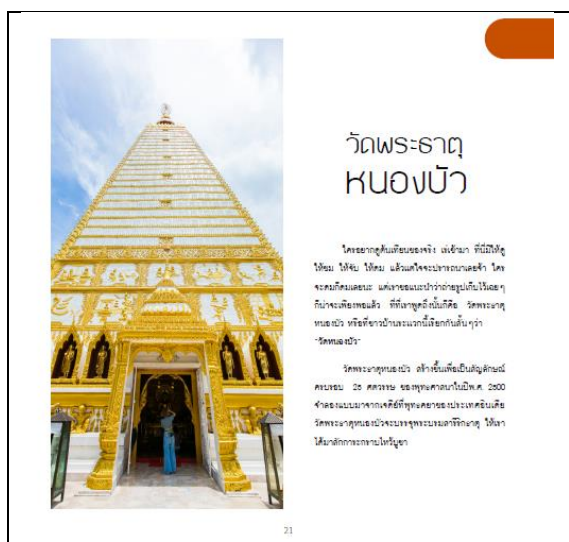 วัดพระธาตุ
หนองบัว
ใครอยากดูต้นเทียนของจริง เร่เข้ามา ที่นี่มีให้ดู
ให้ชม ให้จับ ให้ดม แล้วแต่ใจจะปรารถนาเลยจ้า ใคร
จะดมก็ดมเลยนะ แต่เราขอแนะนำว่าถ่ายรูปเก็บไว้เฉยๆ
ก็น่าจะเพียงพอแล้ว ที่ที่เราพูดถึงนั้นก็คือ วัดพระธาตุ
หนองบัว หรือที่ชาวบ้านระแวกนี้เรียกกันสั้นๆว่า
"วัดหนองบัว"
วัดพระธาตุหนองบัว สร้างขึ้นเพื่อเป็นสัญลักษณ์
ครบรอบ 25 ศตวรรษ ของพุทธศาสนาในปีพ.ศ. 2500
จำลองแบบมาจากเจดีย์ที่พุทธคยาของประเทศอินเดีย
วัดพระธาตุหนองบัวจะบรรจุพระบรมสารีริกธาตุ ให้เรา
ได้มาสักการะกราบไหว้บูชา
21